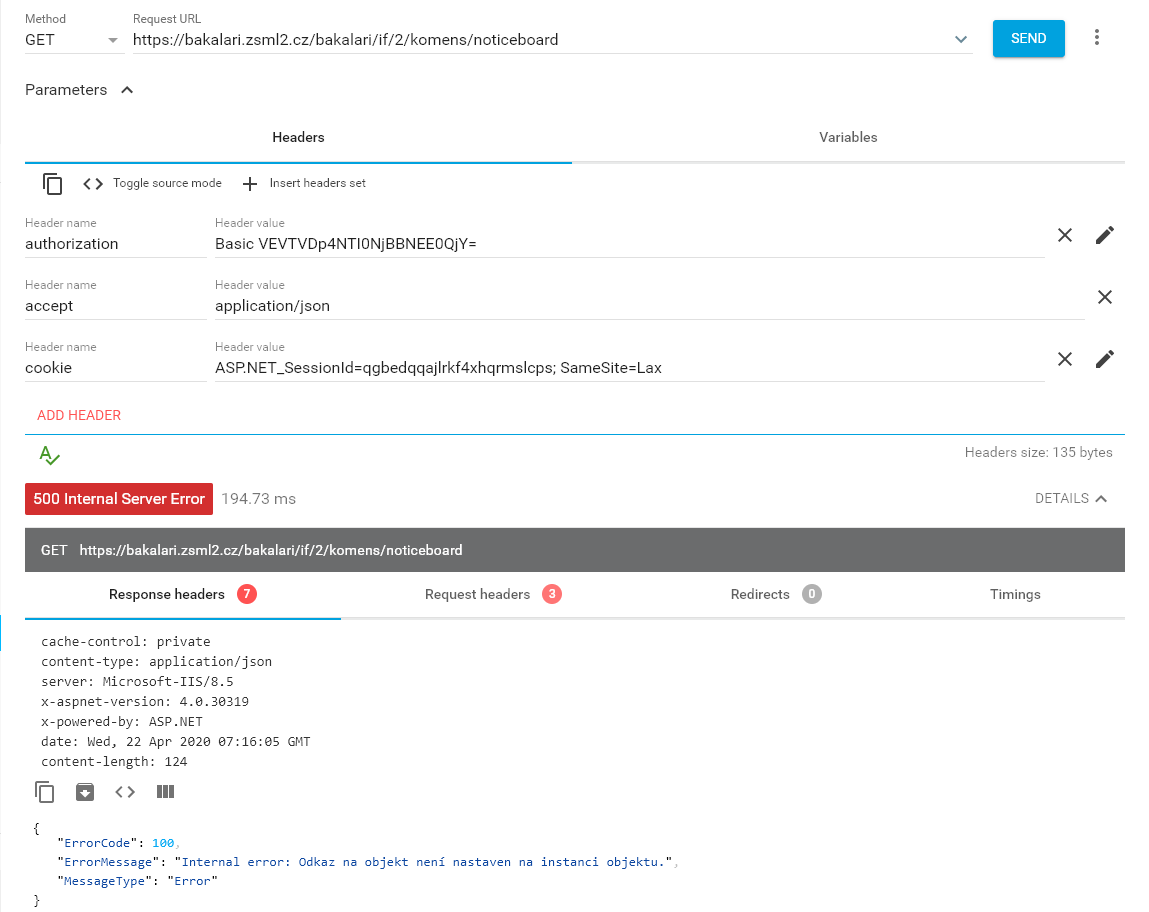 Method
Request URL
GET
https://bakalari.zsml2.cz/bakalari/if/2/komens/noticeboard
SEND
Parameters
Headers
Variables
Toggle source mode
Insert headers set
Header name
Header value
authorization
Basic VEVTVDp4NTI0NjBBNEE0QjY=
Header name
Header value
accept
application/json
Header name
Header value
cookie
ASP.NET_SessionId=qgbedqqajlrkf4xhqrmslcps; SameSite=Lax
ADD HEADER
Headers size: 135 bytes
500 Internal Server Error
194.73 ms
DETAILS
GET https://bakalari.zsml2.cz/bakalari/if/2/komens/noticeboard
Response headers 7
Request headers 3
Redirects 0
Timings
cache-control: private
content-type: application/json
server: Microsoft-IIS/8.5
x-aspnet-version: 4.0.30319
x-powered-by: ASP.NET
date: Wed, 22 Apr 2020 07:16:05 GMT
content-length: 124
{
"ErrorCode": 100,
"ErrorMessage": "Internal error: Odkaz na objekt není nastaven na instanci objektu.",
"MessageType": "Error"
}